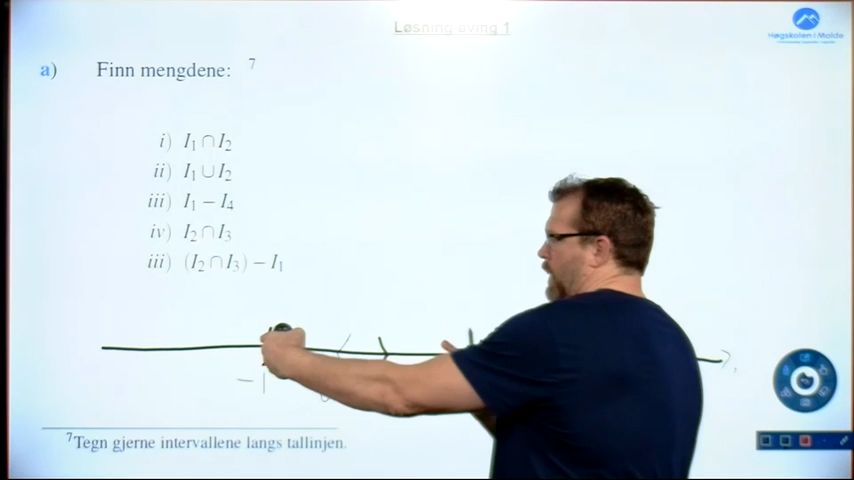 Løsning øving 1
Høgskolen i Molde
a) Finn mengdene: 7
i) I₁ ∩ I₂
ii) I₁ ∪ I₂
iii) I₁ − I₄
iv) I₂ ∩ I₃
iii) (I₂ ∩ I₃) − I₁
−1
7Tegn gjerne intervallene langs tallinjen.